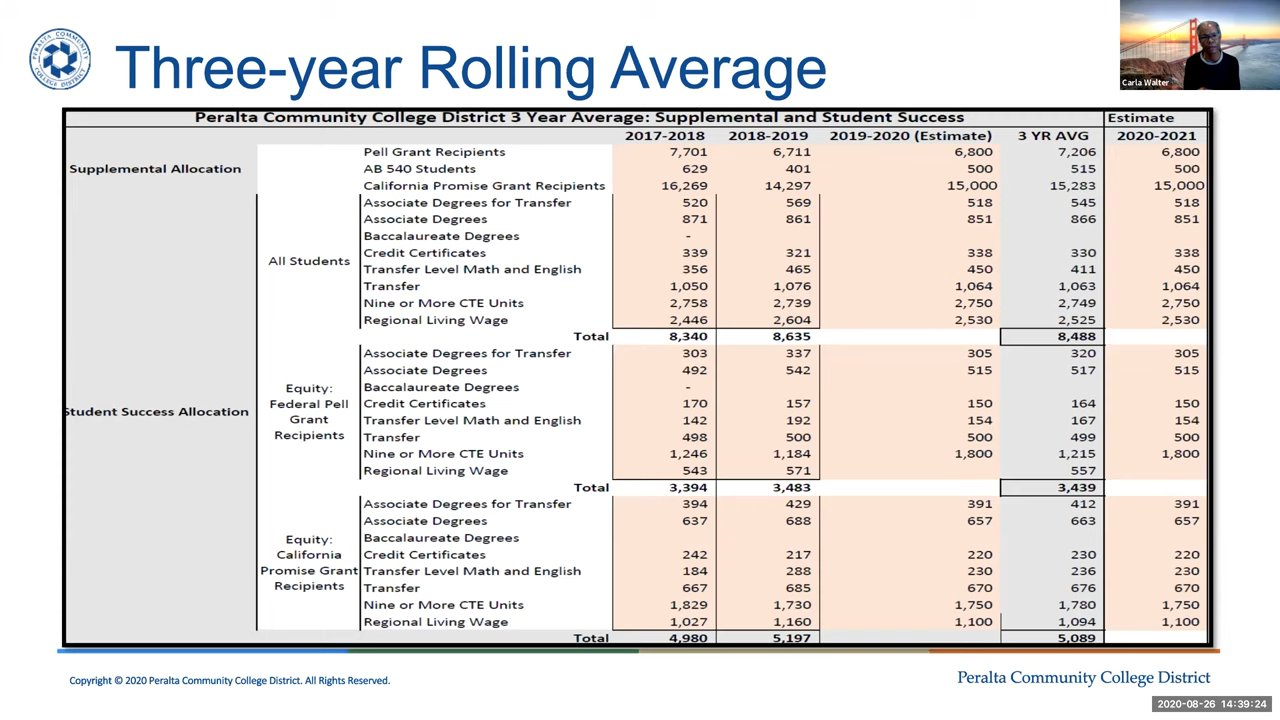 PERALTA COMMUNITY COLLEGE DISTRICT
Three-year Rolling Average
Carla Walter
Peralta Community College District 3 Year Average: Supplemental and Student Success Estimate
2017-2018 2018-2019 2019-2020 (Estimate) 3 YR AVG 2020-2021
Supplemental Allocation
Pell Grant Recipients 7,701 6,711 6,800 7,206 6,800
AB 540 Students 629 401 500 515 500
California Promise Grant Recipients 16,269 14,297 15,000 15,283 15,000
Student Success Allocation
All Students
Associate Degrees for Transfer 520 569 518 545 518
Associate Degrees 871 861 851 866 851
Baccalaureate Degrees -
Credit Certificates 339 321 338 330 338
Transfer Level Math and English 356 465 450 411 450
Transfer 1,050 1,076 1,064 1,063 1,064
Nine or More CTE Units 2,758 2,739 2,750 2,749 2,750
Regional Living Wage 2,446 2,604 2,530 2,525 2,530
Total 8,340 8,635 8,488
Equity:
Federal Pell
Grant
Recipients
Associate Degrees for Transfer 303 337 305 320 305
Associate Degrees 492 542 515 517 515
Baccalaureate Degrees -
Credit Certificates 170 157 150 164 150
Transfer Level Math and English 142 192 154 167 154
Transfer 498 500 500 499 500
Nine or More CTE Units 1,246 1,184 1,800 1,215 1,800
Regional Living Wage 543 571 557
Total 3,394 3,483 3,439
Equity:
California
Promise Grant
Recipients
Associate Degrees for Transfer 394 429 391 412 391
Associate Degrees 637 688 657 663 657
Baccalaureate Degrees
Credit Certificates 242 217 220 230 220
Transfer Level Math and English 184 288 230 236 230
Transfer 667 685 670 676 670
Nine or More CTE Units 1,829 1,730 1,750 1,780 1,750
Regional Living Wage 1,027 1,160 1,100 1,094 1,100
Total 4,980 5,197 5,089
Copyright © 2020 Peralta Community College District. All Rights Reserved.
Peralta Community College District
2020-08-26 14:39:24